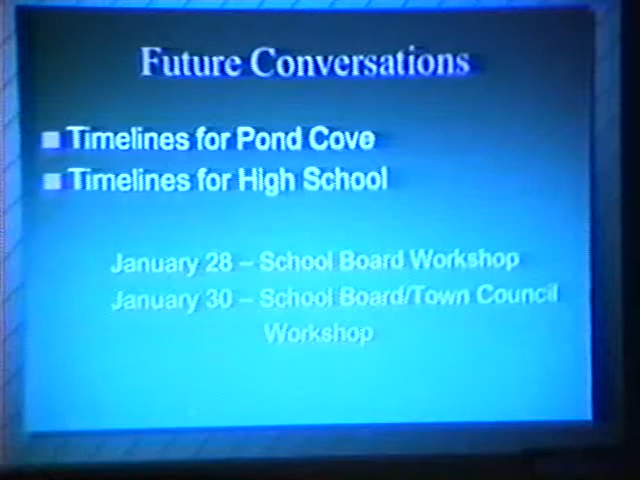 Future Conversations
Timelines for Pond Cove
Timelines for High School
January 28 – School Board Workshop
January 30 – School Board/Town Council
Workshop